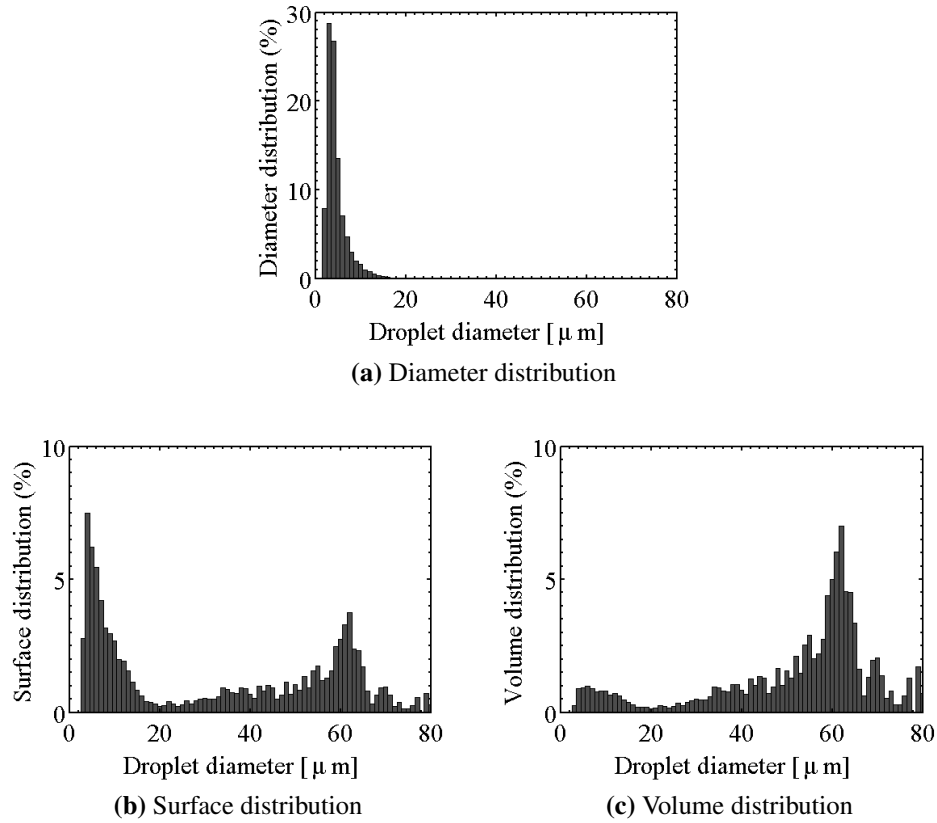 30
20
10
0
Diameter distribution (%)
0 20 40 60 80
Droplet diameter [ μ m]
(a) Diameter distribution
10
5
0
Surface distribution (%)
0 20 40 60 80
Droplet diameter [ μ m]
(b) Surface distribution
10
5
0
Volume distribution (%)
0 20 40 60 80
Droplet diameter [ μ m]
(c) Volume distribution